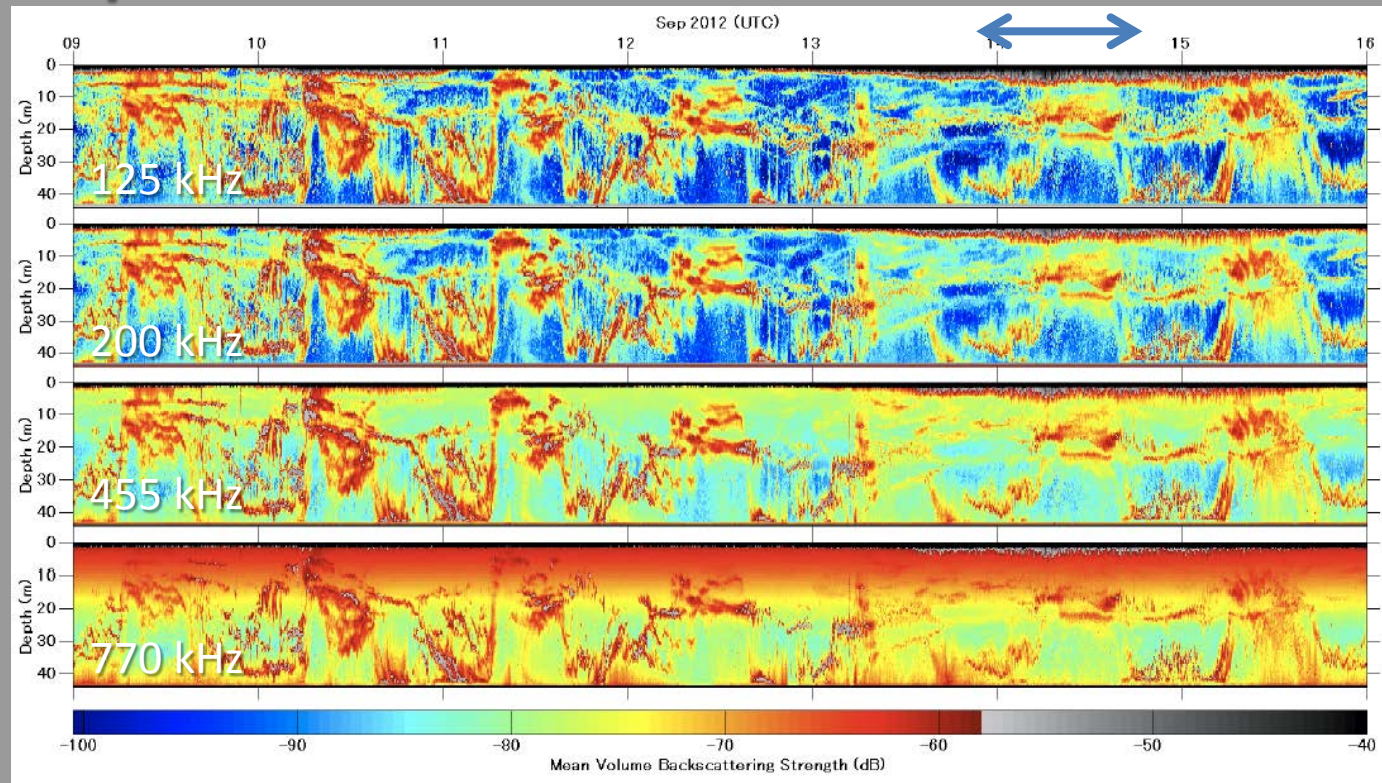 Sep 2012 (UTC)
09 10 11 12 13 14 15 16
0
10
20
30
40
Depth (m)
125 kHz
0
10
20
30
40
Depth (m)
200 kHz
0
10
20
30
40
Depth (m)
455 kHz
0
10
20
30
40
Depth (m)
770 kHz
-100 -90 -80 -70 -60 -50 -40
Mean Volume Backscattering Strength (dB)